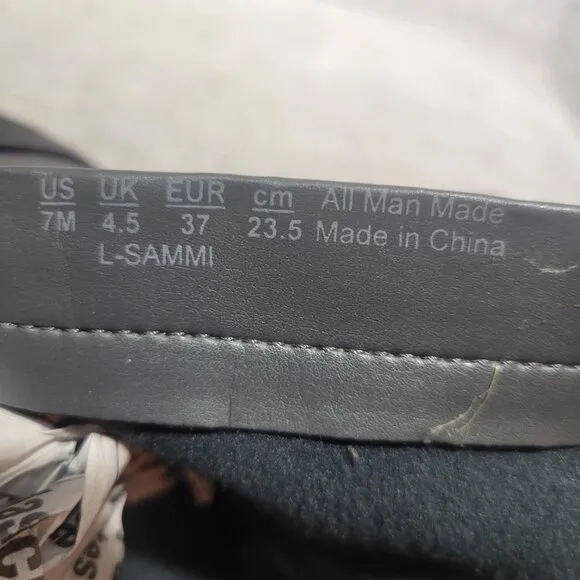 US UK EUR cm All Man Made
7M 4.5 37 23.5 Made in China
L-SAMMI